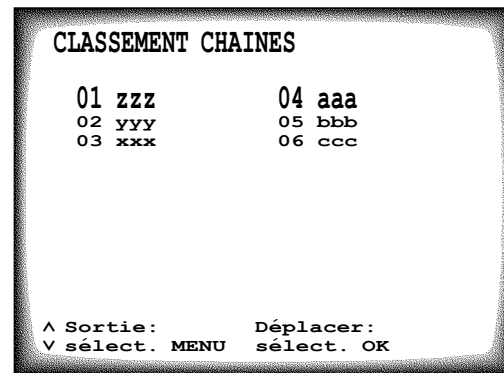 CLASSEMENT CHAINES
01 zzz 04 aaa
02 yyy 05 bbb
03 xxx 06 ccc
^ Sortie: Déplacer:
v sélect. MENU sélect. OK